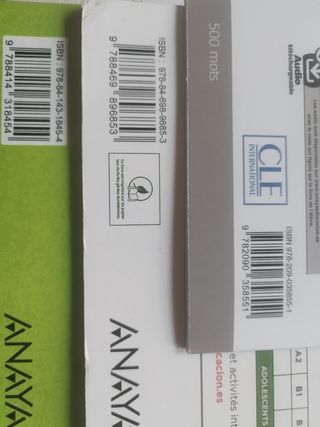 ISBN: 978-84-143-1845-4
9 788414 318454
ANAYA
ISBN: 978-84-698-9685-3
9 788469 896853
ANAYA
500 mots
Audio
téléchargeable
CLE
INTERNATIONAL
ISBN 978-209-035855-1
9 782090 358551
et activités int
cacion.es
ADOLESCENTS
A2
B1
B